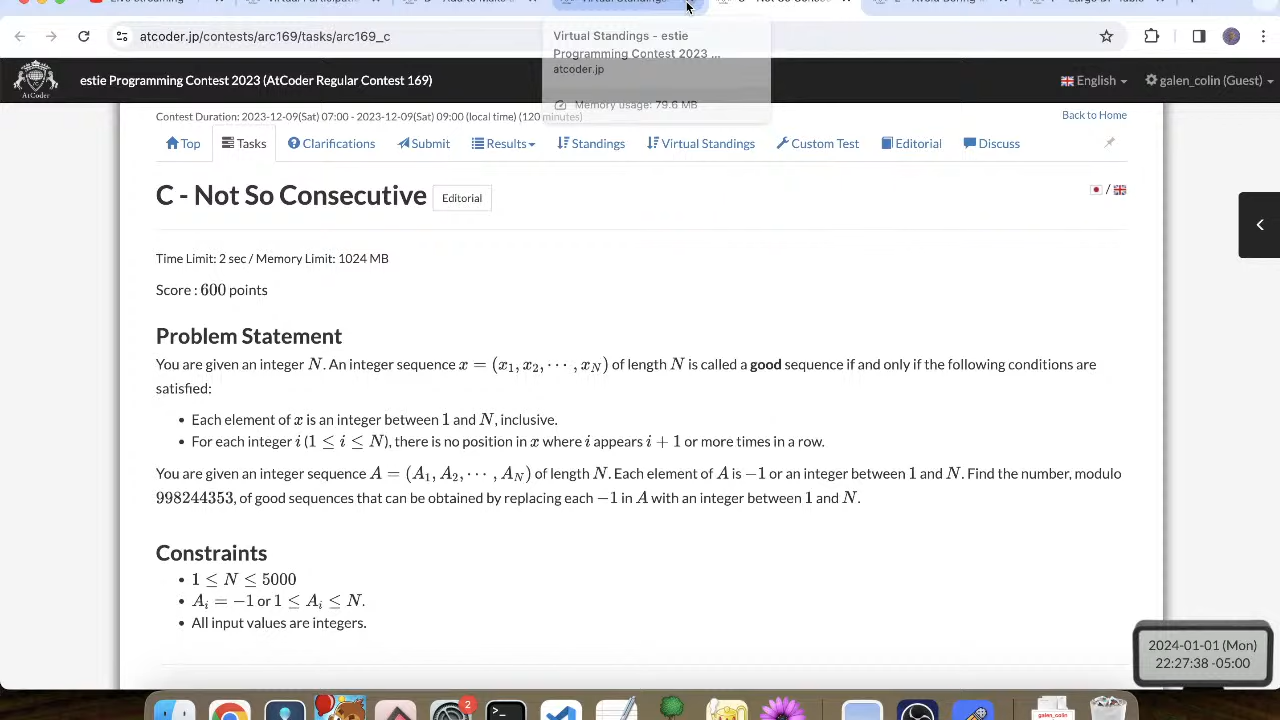 atcoder.jp/contests/arc169/tasks/arc169_c
Virtual Standings - estie
Programming Contest 2023 ...
atcoder.jp
Memory usage: 79.6 MB
AtCoder
estie Programming Contest 2023 (AtCoder Regular Contest 169)
English
galen_colin (Guest)
Contest Duration: 2023-12-09(Sat) 07:00 - 2023-12-09(Sat) 09:00 (local time) (120 minutes)
Back to Home
Top
Tasks
Clarifications
Submit
Results
Standings
Virtual Standings
Custom Test
Editorial
Discuss
C - Not So Consecutive
Editorial
/
Time Limit: 2 sec / Memory Limit: 1024 MB
Score : 600 points
Problem Statement
You are given an integer N. An integer sequence x = (x₁, x₂, ⋯ , x_N) of length N is called a good sequence if and only if the following conditions are
satisfied:
• Each element of x is an integer between 1 and N, inclusive.
• For each integer i (1 ≤ i ≤ N), there is no position in x where i appears i + 1 or more times in a row.
You are given an integer sequence A = (A₁, A₂, ⋯ , A_N) of length N. Each element of A is −1 or an integer between 1 and N. Find the number, modulo
998244353, of good sequences that can be obtained by replacing each −1 in A with an integer between 1 and N.
Constraints
• 1 ≤ N ≤ 5000
• A_i = −1 or 1 ≤ A_i ≤ N.
• All input values are integers.
2024-01-01 (Mon)
22:27:38 -05:00
2
galen_colin